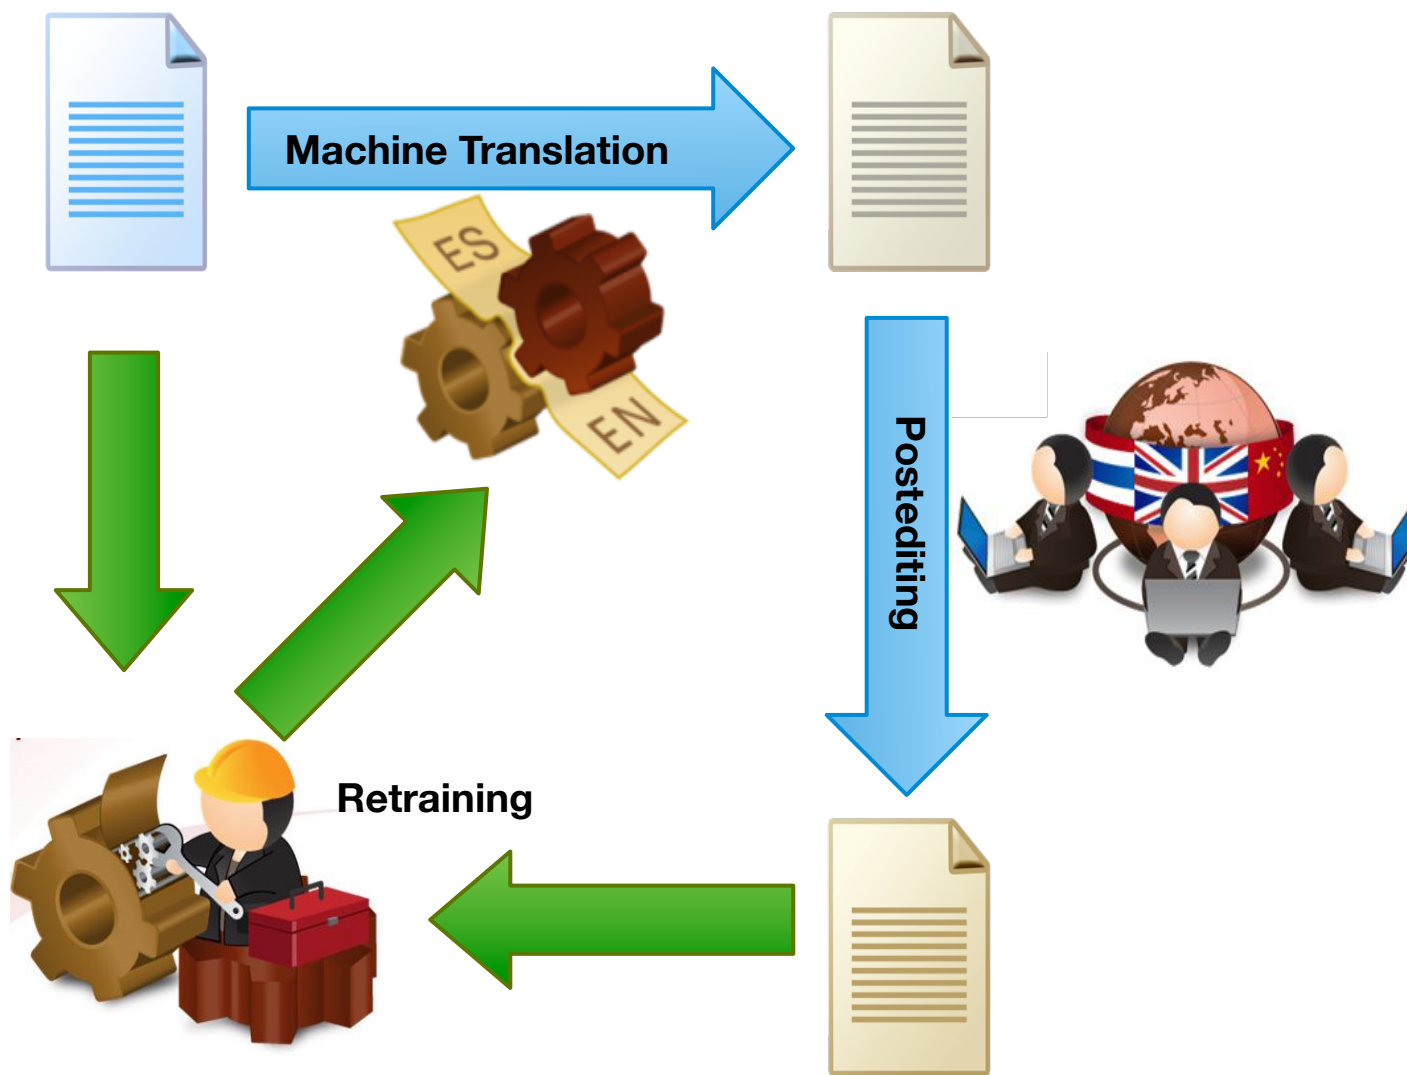 Machine Translation
ES
EN
Postediting
Retraining